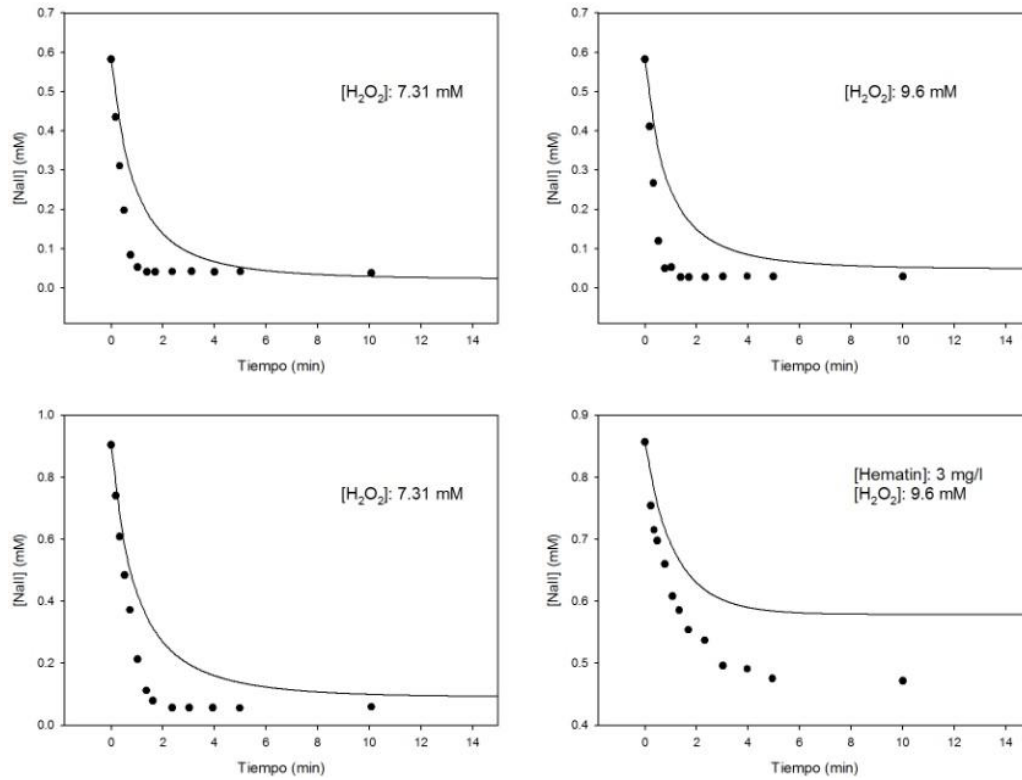 0.7
0.6
0.5
0.4
0.3
0.2
0.1
0.0
[NaI] (mM)
[H₂O₂]: 7.31 mM
0 2 4 6 8 10 12 14
Tiempo (min)
0.7
0.6
0.5
0.4
0.3
0.2
0.1
0.0
[NaI] (mM)
[H₂O₂]: 9.6 mM
0 2 4 6 8 10 12 14
Tiempo (min)
1.0
0.8
0.6
0.4
0.2
0.0
[NaI] (mM)
[H₂O₂]: 7.31 mM
0 2 4 6 8 10 12 14
Tiempo (min)
0.9
0.8
0.7
0.6
0.5
0.4
[NaI] (mM)
[Hematin]: 3 mg/l
[H₂O₂]: 9.6 mM
0 2 4 6 8 10 12 14
Tiempo (min)